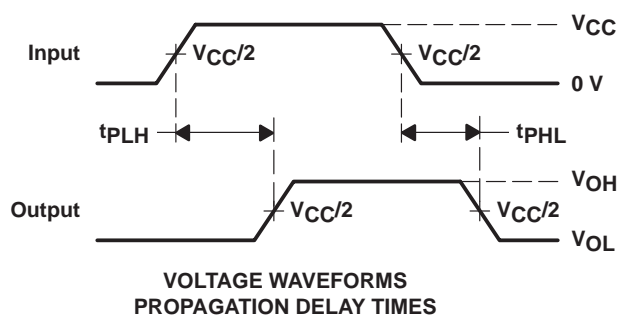 VCC
Input VCC/2 VCC/2
0 V
tPLH tPHL
VOH
Output VCC/2 VCC/2
VOL
VOLTAGE WAVEFORMS
PROPAGATION DELAY TIMES